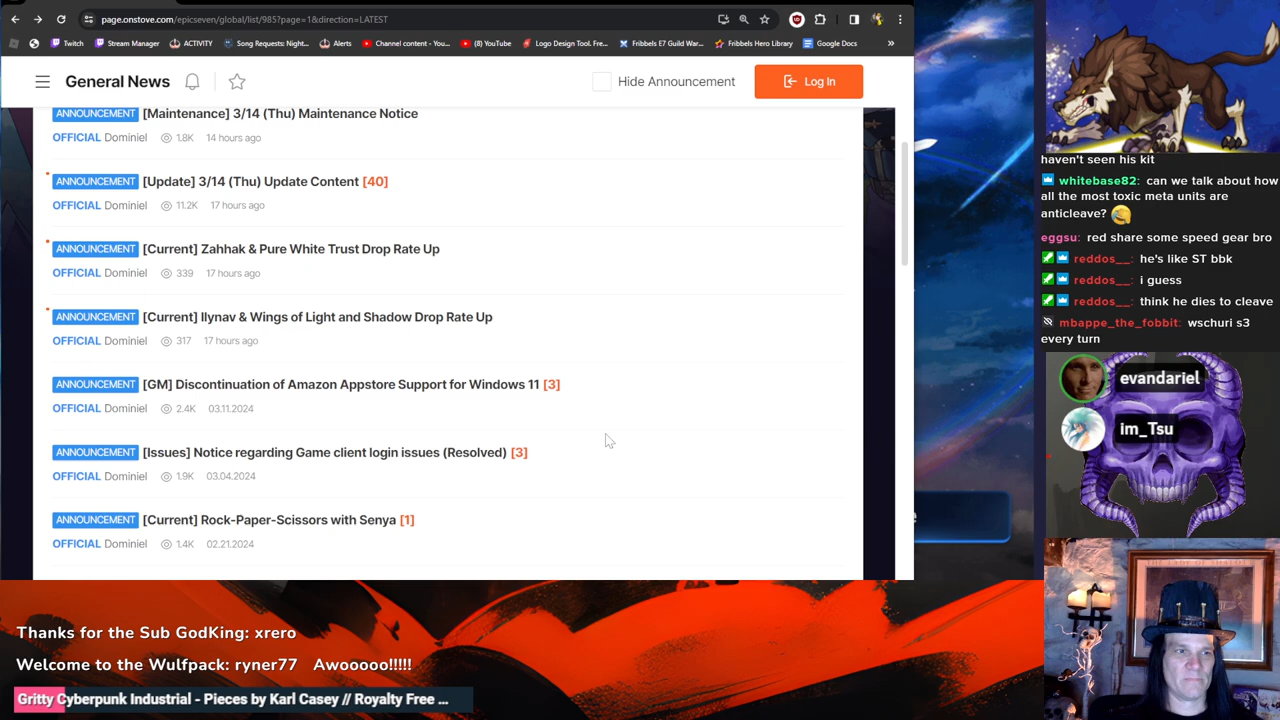 page.onstove.com/epicseven/global/list/985?page=1&direction=LATEST
Twitch
Stream Manager
ACTIVITY
Song Requests: Night...
Alerts
Channel content - You...
(8) YouTube
Logo Design Tool. Free...
Fribbels E7 Guild War...
Fribbels Hero Library
Google Docs
»
General News
Hide Announcement
Log In
ANNOUNCEMENT [Maintenance] 3/14 (Thu) Maintenance Notice
OFFICIAL Dominiel 1.8K 14 hours ago
ANNOUNCEMENT [Update] 3/14 (Thu) Update Content [40]
OFFICIAL Dominiel 11.2K 17 hours ago
ANNOUNCEMENT [Current] Zahhak & Pure White Trust Drop Rate Up
OFFICIAL Dominiel 339 17 hours ago
ANNOUNCEMENT [Current] Ilynav & Wings of Light and Shadow Drop Rate Up
OFFICIAL Dominiel 317 17 hours ago
ANNOUNCEMENT [GM] Discontinuation of Amazon Appstore Support for Windows 11 [3]
OFFICIAL Dominiel 2.4K 03.11.2024
ANNOUNCEMENT [Issues] Notice regarding Game client login issues (Resolved) [3]
OFFICIAL Dominiel 1.9K 03.04.2024
ANNOUNCEMENT [Current] Rock-Paper-Scissors with Senya [1]
OFFICIAL Dominiel 1.4K 02.21.2024
haven't seen his kit
whitebase82: can we talk about how
all the most toxic meta units are
anticleave?
eggsu: red share some speed gear bro
reddos__: he's like ST bbk
reddos__: i guess
reddos__: think he dies to cleave
mbappe_the_fobbit: wschuri s3
every turn
evandariel
im_Tsu
Thanks for the Sub GodKing: xrero
Welcome to the Wulfpack: ryner77 Awooooo!!!!!
Gritty Cyberpunk Industrial - Pieces by Karl Casey // Royalty Free ...